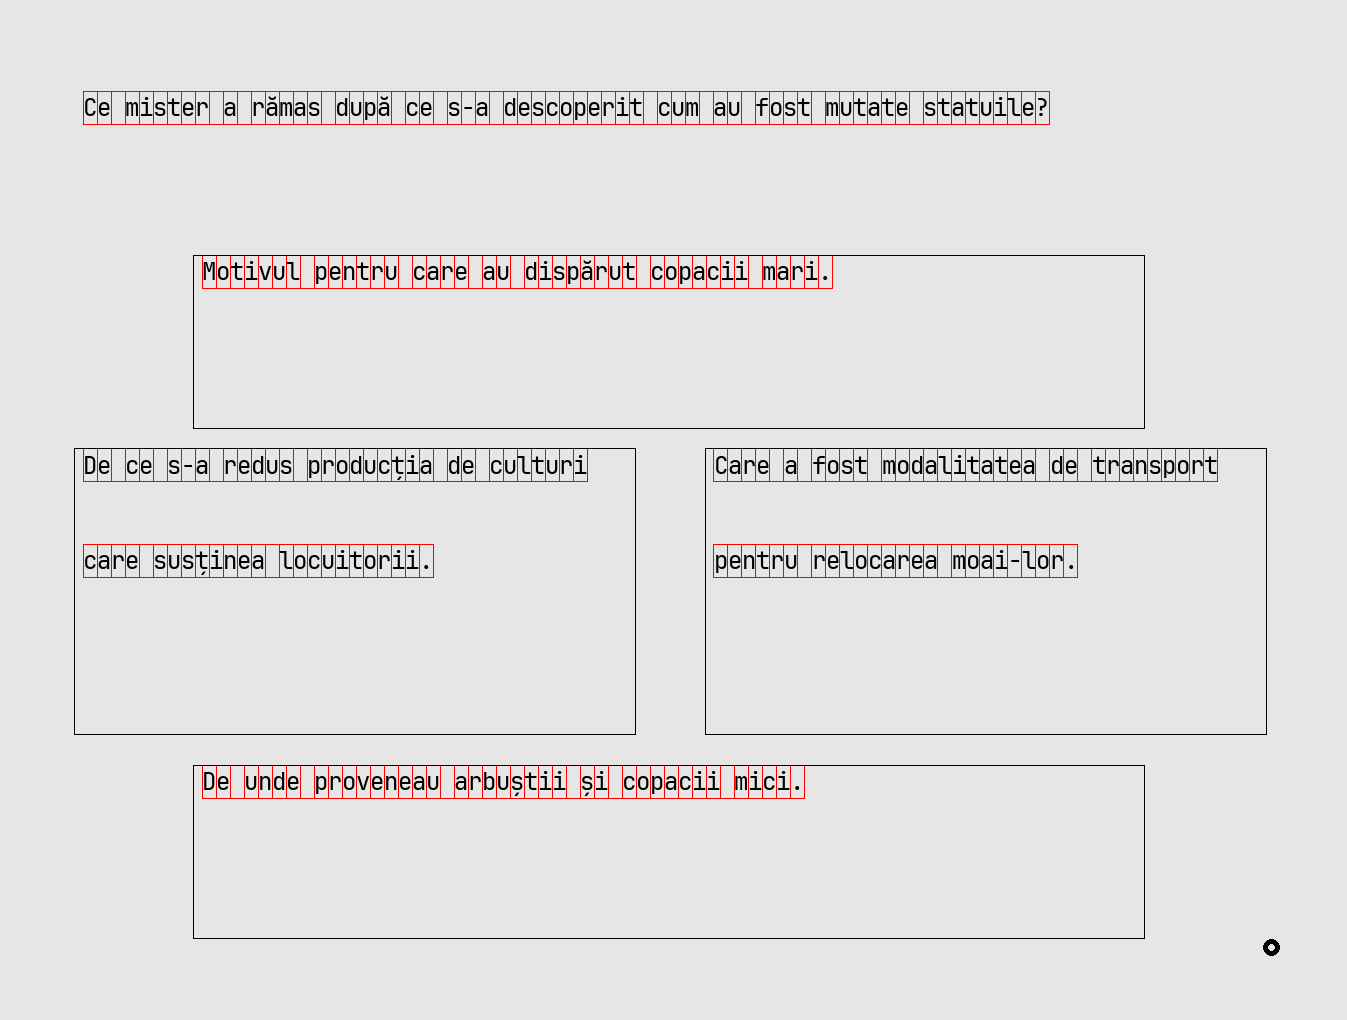 Ce mister a rămas după ce s-a descoperit cum au fost mutate statuile?
Motivul pentru care au dispărut copacii mari.
De ce s-a redus producția de culturi
care susținea locuitorii.
Care a fost modalitatea de transport
pentru relocarea moai-lor.
De unde proveneau arbuștii și copacii mici.